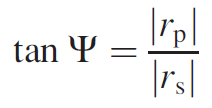 tan Ψ = |r_p| / |r_s|